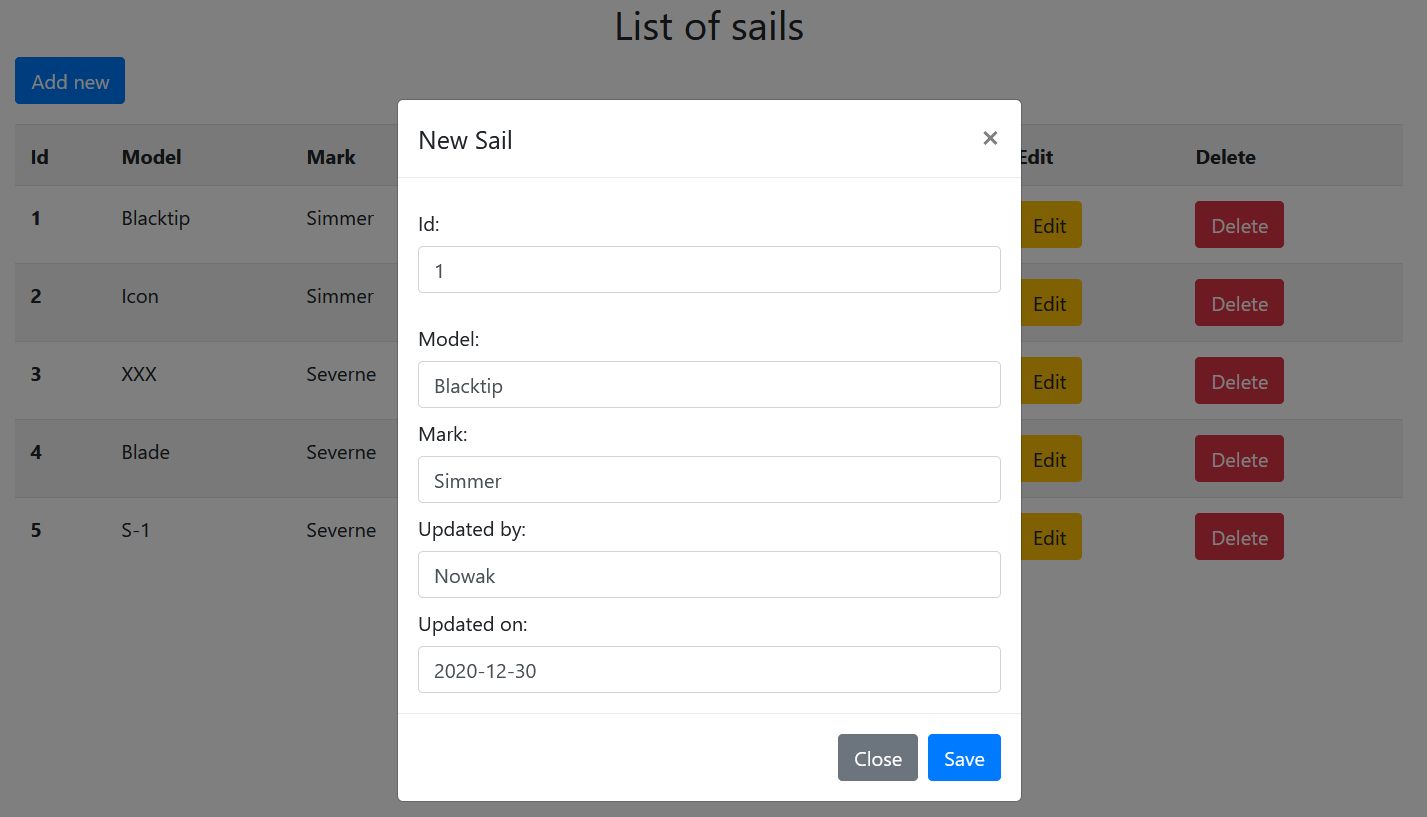 List of sails
Add new
Id Model Mark Edit Delete
1 Blacktip Simmer Edit Delete
2 Icon Simmer Edit Delete
3 XXX Severne Edit Delete
4 Blade Severne Edit Delete
5 S-1 Severne Edit Delete
New Sail ×
Id:
1
Model:
Blacktip
Mark:
Simmer
Updated by:
Nowak
Updated on:
2020-12-30
Close Save